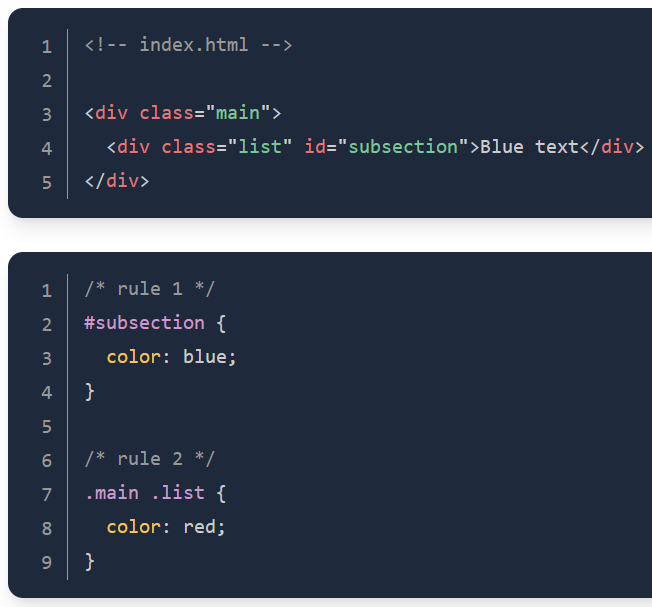 1 <!-- index.html -->
2
3 <div class="main">
4   <div class="list" id="subsection">Blue text</div>
5 </div>
1 /* rule 1 */
2 #subsection {
3   color: blue;
4 }
5
6 /* rule 2 */
7 .main .list {
8   color: red;
9 }